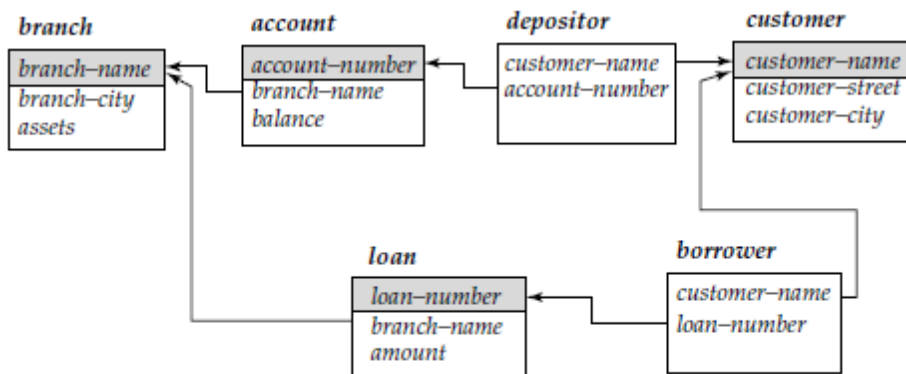 branch
branch–name
branch–city
assets
account
account–number
branch–name
balance
depositor
customer–name
account–number
customer
customer–name
customer–street
customer–city
loan
loan–number
branch–name
amount
borrower
customer–name
loan–number